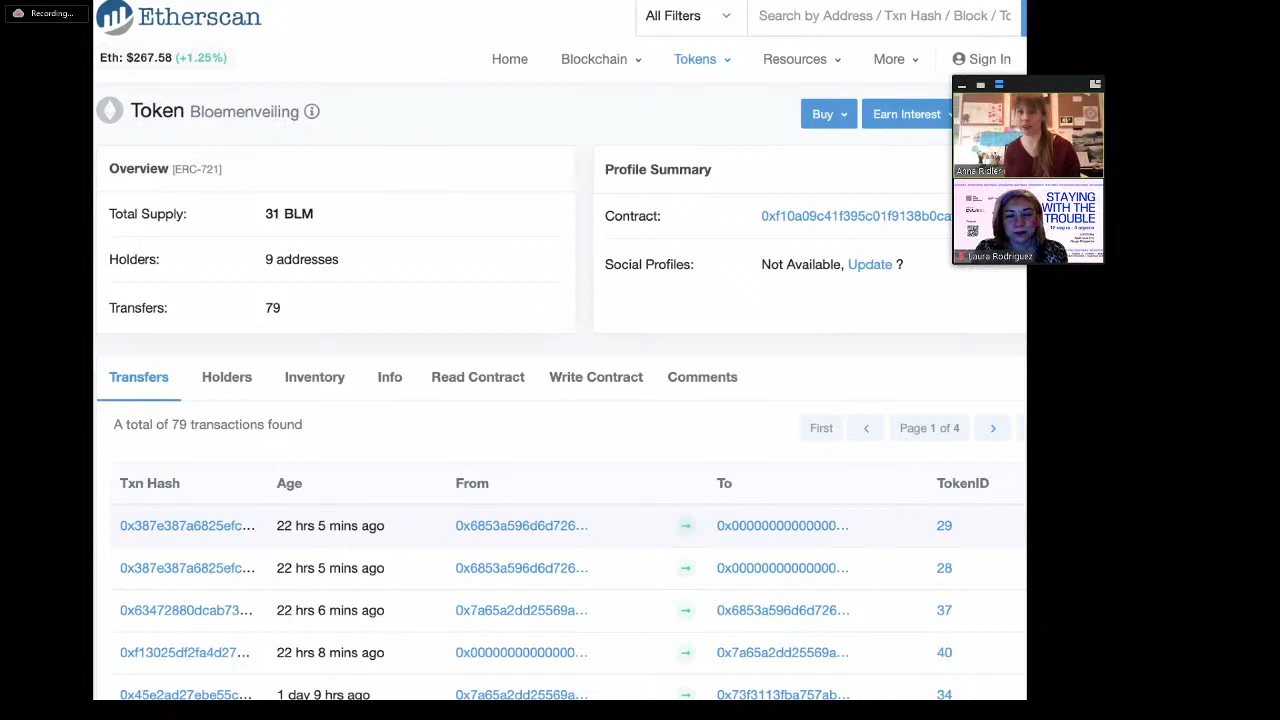 Recording...
Etherscan
All Filters
Search by Address / Txn Hash / Block / To
Eth: $267.58 (+1.25%)
Home Blockchain Tokens Resources More Sign In
Token Bloemenveiling
Buy Earn Interest
Overview [ERC-721]
Total Supply: 31 BLM
Holders: 9 addresses
Transfers: 79
Profile Summary
Contract: 0xf10a09c41f395c01f9138b0ca
Social Profiles: Not Available, Update ?
Anna Ridler
STAYING
WITH THE
TROUBLE
Laura Rodriguez
Transfers Holders Inventory Info Read Contract Write Contract Comments
A total of 79 transactions found
First Page 1 of 4
Txn Hash Age From To TokenID
0x387e387a6825efc... 22 hrs 5 mins ago 0x6853a596d6d726... 0x00000000000000... 29
0x387e387a6825efc... 22 hrs 5 mins ago 0x6853a596d6d726... 0x00000000000000... 28
0x63472880dcab73... 22 hrs 6 mins ago 0x7a65a2dd25569a... 0x6853a596d6d726... 37
0xf13025df2fa4d27... 22 hrs 8 mins ago 0x00000000000000... 0x7a65a2dd25569a... 40
0x45e2ad27ebe55c... 1 day 9 hrs ago 0x7a65a2dd25569a... 0x73f3113fba757ab... 34